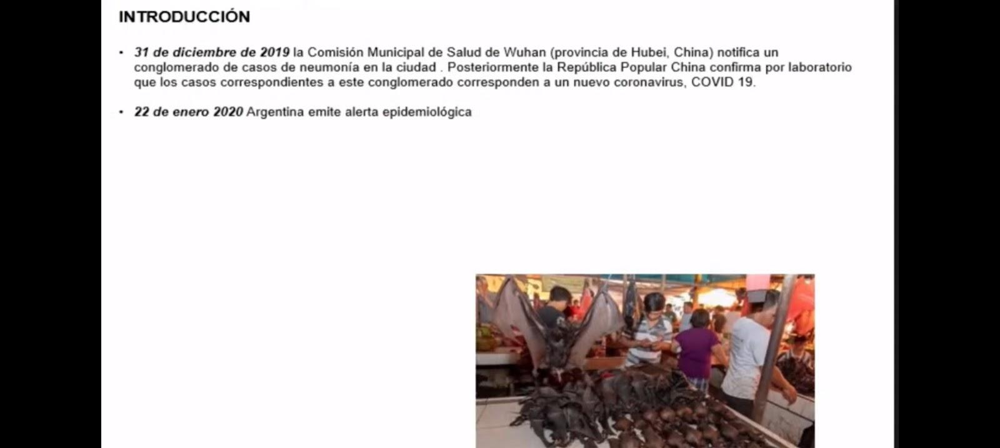 INTRODUCCIÓN
• 31 de diciembre de 2019 la Comisión Municipal de Salud de Wuhan (provincia de Hubei, China) notifica un
conglomerado de casos de neumonía en la ciudad . Posteriormente la República Popular China confirma por laboratorio
que los casos correspondientes a este conglomerado corresponden a un nuevo coronavirus, COVID 19.
• 22 de enero 2020 Argentina emite alerta epidemiológica